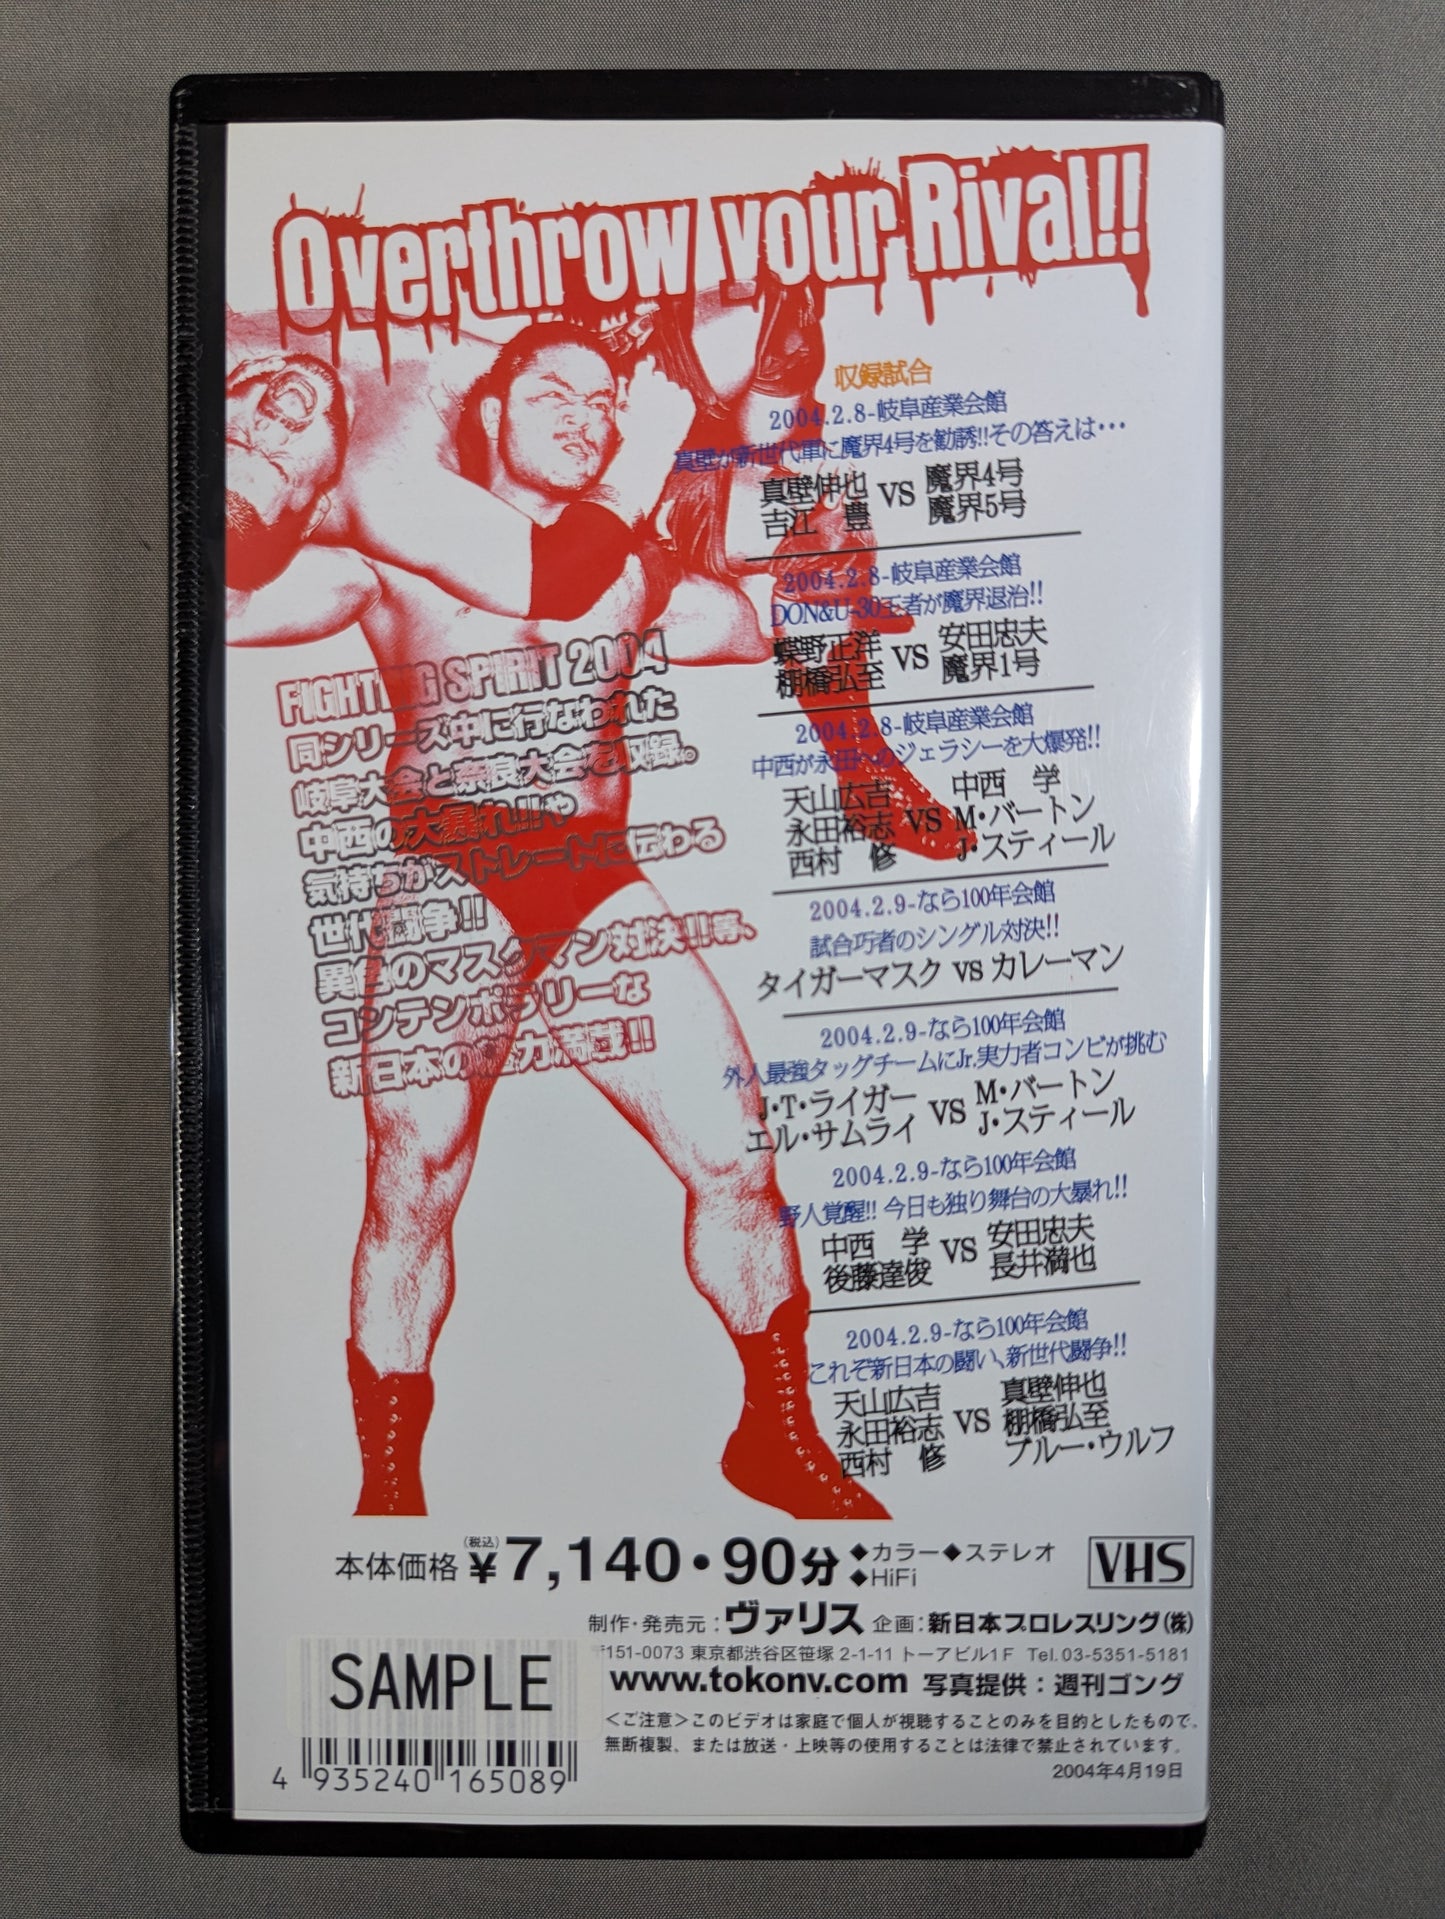 Overthrow your Rival!!
収録試合
2004.2.8-岐阜産業会館
真壁が新世代軍に魔界4号を勧誘!!その答えは…
真壁伸也 VS 魔界4号
吉江 豊 魔界5号
2004.2.8-岐阜産業会館
DON&U-30王者が魔界退治!!
蝶野正洋 VS 安田忠夫
棚橋弘至 魔界1号
2004.2.8-岐阜産業会館
中西が永田へのジェラシーを大爆発!!
天山広吉 中西 学
永田裕志 VS M・バートン
西村 修 J・スティール
2004.2.9-なら100年会館
試合巧者のシングル対決!!
タイガーマスク VS カレーマン
2004.2.9-なら100年会館
外人最強タッグチームにJr.実力者コンビが挑む
J・T・ライガー VS M・バートン
エル・サムライ J・スティール
2004.2.9-なら100年会館
野人覚醒!! 今日も独り舞台の大暴れ!!
中西 学 VS 安田忠夫
後藤達俊 長井満也
2004.2.9-なら100年会館
これぞ新日本の闘い、新世代闘争!!
天山広吉 真壁伸也
永田裕志 VS 棚橋弘至
西村 修 ブルー・ウルフ
FIGHTING SPIRIT 2004
同シリーズ中に行なわれた
岐阜大会と奈良大会を収録。
中西の大暴れ!!や
気持ちがストレートに伝わる
世代闘争!!
異色のマスクマン対決!!等、
コンテンポラリーな
新日本の魅力満載!!
本体価格(税込)¥7,140・90分 ◆カラー◆ステレオ
◆HiFi
VHS
制作・発売元：ヴァリス 企画：新日本プロレスリング(株)
〒151-0073 東京都渋谷区笹塚 2-1-11 トーアビル1F Tel.03-5351-5181
www.tokonv.com 写真提供：週刊ゴング
＜ご注意＞このビデオは家庭で個人が視聴することのみを目的としたもので、
無断複製、または放送・上映等の使用することは法律で禁止されています。
2004年4月19日
SAMPLE
4 935240 165089